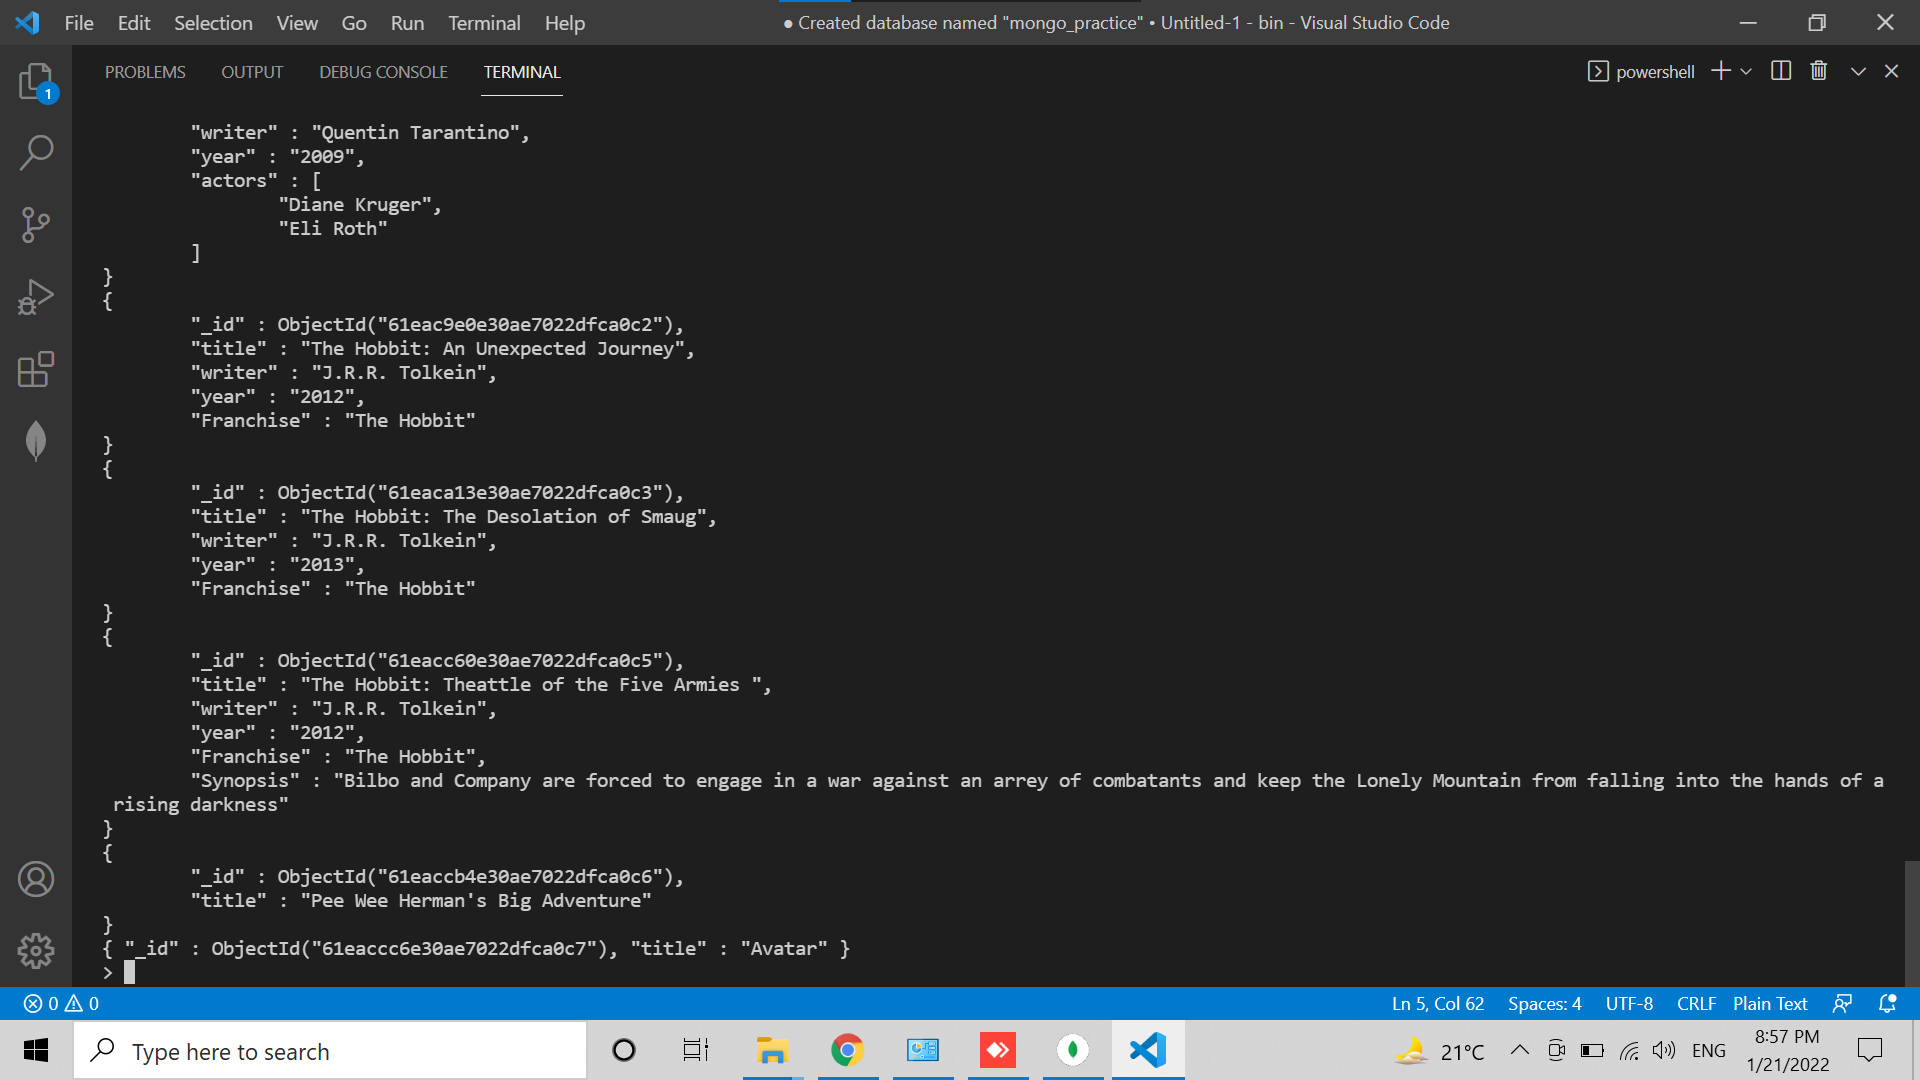 File Edit Selection View Go Run Terminal Help
● Created database named "mongo_practice" • Untitled-1 - bin - Visual Studio Code
PROBLEMS OUTPUT DEBUG CONSOLE TERMINAL
powershell
1
"writer" : "Quentin Tarantino",
"year" : "2009",
"actors" : [
"Diane Kruger",
"Eli Roth"
]
}
{
"_id" : ObjectId("61eac9e0e30ae7022dfca0c2"),
"title" : "The Hobbit: An Unexpected Journey",
"writer" : "J.R.R. Tolkein",
"year" : "2012",
"Franchise" : "The Hobbit"
}
{
"_id" : ObjectId("61eaca13e30ae7022dfca0c3"),
"title" : "The Hobbit: The Desolation of Smaug",
"writer" : "J.R.R. Tolkein",
"year" : "2013",
"Franchise" : "The Hobbit"
}
{
"_id" : ObjectId("61eacc60e30ae7022dfca0c5"),
"title" : "The Hobbit: Theattle of the Five Armies ",
"writer" : "J.R.R. Tolkein",
"year" : "2012",
"Franchise" : "The Hobbit",
"Synopsis" : "Bilbo and Company are forced to engage in a war against an arrey of combatants and keep the Lonely Mountain from falling into the hands of a
rising darkness"
}
{
"_id" : ObjectId("61eaccb4e30ae7022dfca0c6"),
"title" : "Pee Wee Herman's Big Adventure"
}
{ "_id" : ObjectId("61eaccc6e30ae7022dfca0c7"), "title" : "Avatar" }
>
0 0
Ln 5, Col 62 Spaces: 4 UTF-8 CRLF Plain Text
Type here to search
21°C
ENG
8:57 PM
1/21/2022